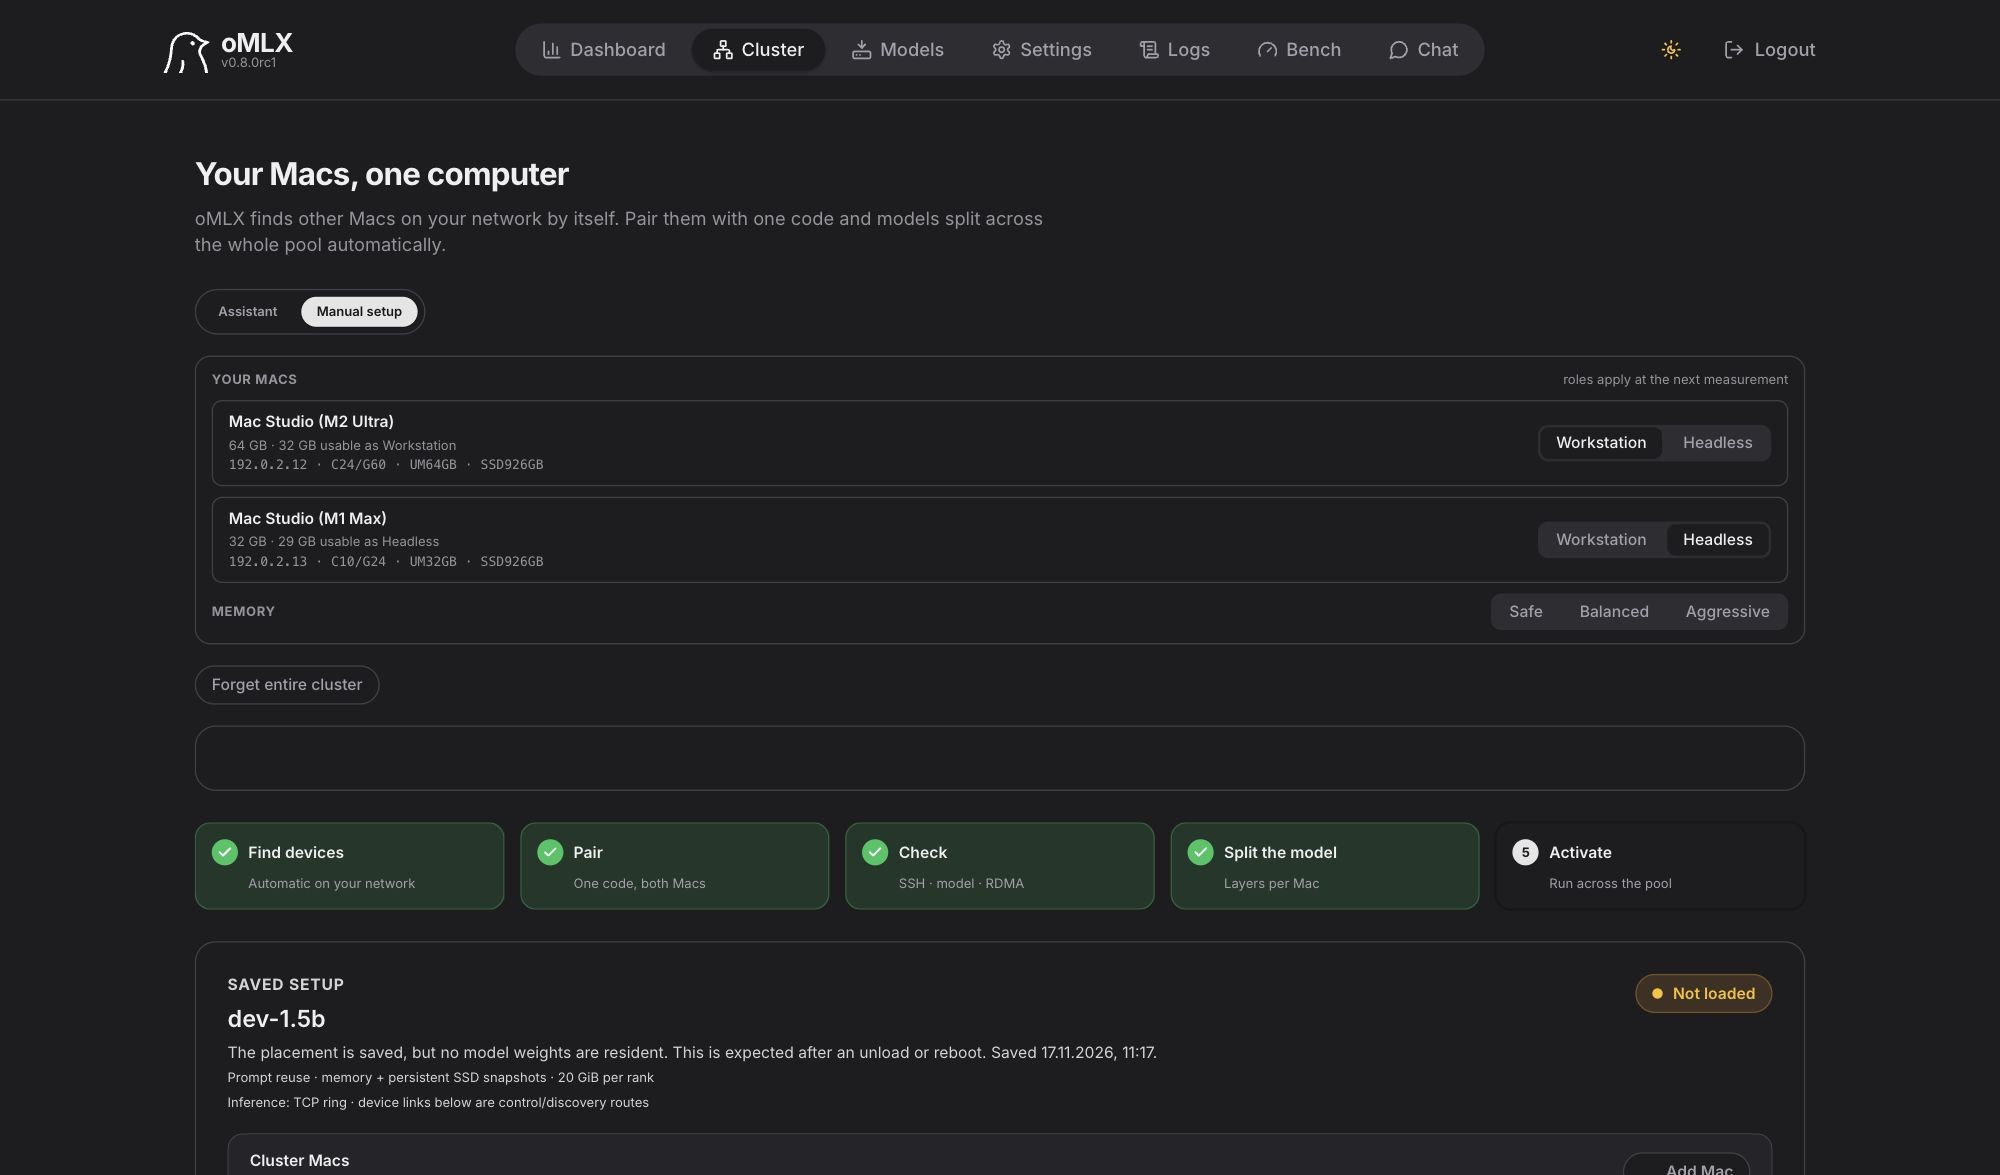 oMLX
v0.8.0rc1
Dashboard
Cluster
Models
Settings
Logs
Bench
Chat
Logout
Your Macs, one computer
oMLX finds other Macs on your network by itself. Pair them with one code and models split across
the whole pool automatically.
Assistant
Manual setup
YOUR MACS
roles apply at the next measurement
Mac Studio (M2 Ultra)
64 GB · 32 GB usable as Workstation
192.0.2.12 · C24/G60 · UM64GB · SSD926GB
Workstation
Headless
Mac Studio (M1 Max)
32 GB · 29 GB usable as Headless
192.0.2.13 · C10/G24 · UM32GB · SSD926GB
Workstation
Headless
MEMORY
Safe
Balanced
Aggressive
Forget entire cluster
Find devices
Automatic on your network
Pair
One code, both Macs
Check
SSH · model · RDMA
Split the model
Layers per Mac
5
Activate
Run across the pool
SAVED SETUP
Not loaded
dev-1.5b
The placement is saved, but no model weights are resident. This is expected after an unload or reboot. Saved 17.11.2026, 11:17.
Prompt reuse · memory + persistent SSD snapshots · 20 GiB per rank
Inference: TCP ring · device links below are control/discovery routes
Cluster Macs
Add Mac